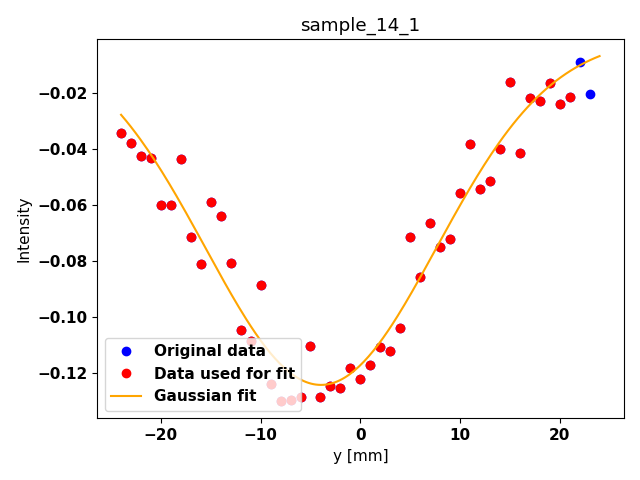 sample_14_1
−0.02
−0.04
−0.06
−0.08
−0.10
−0.12
Intensity
Original data
Data used for fit
Gaussian fit
−20 −10 0 10 20
y [mm]